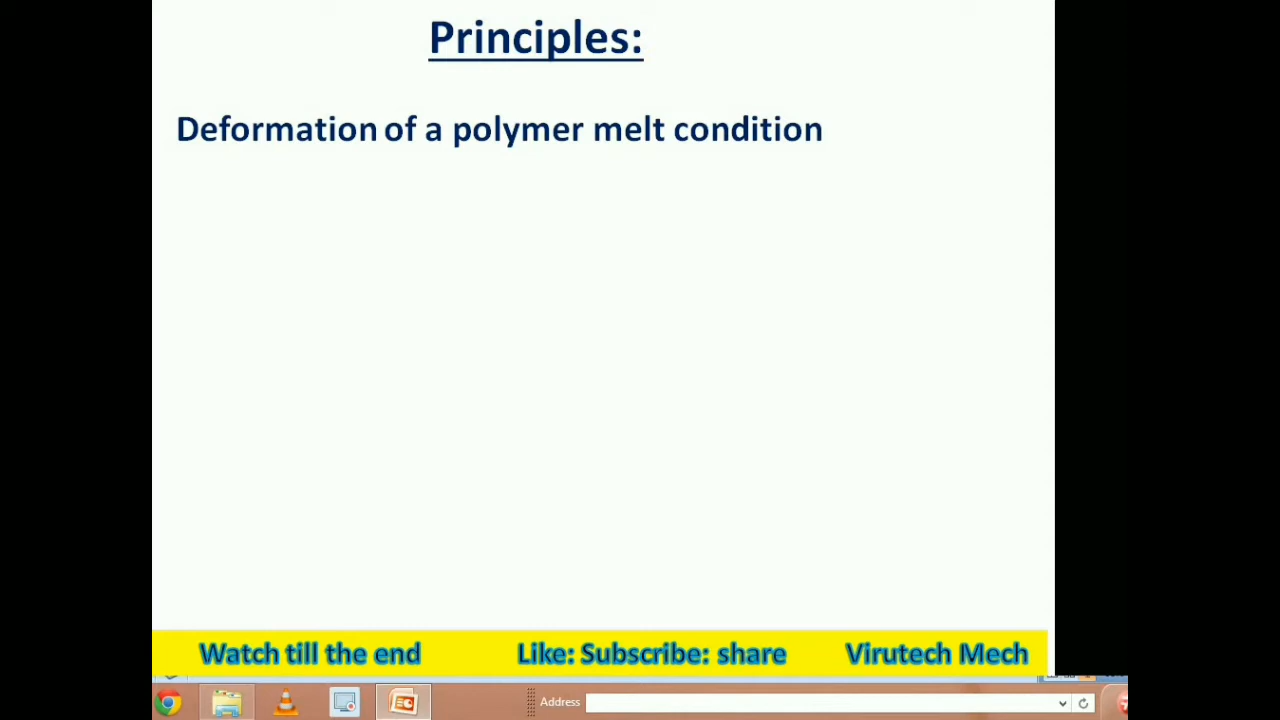 Principles:
Deformation of a polymer melt condition
Watch till the end Like: Subscribe: share Virutech Mech
Address